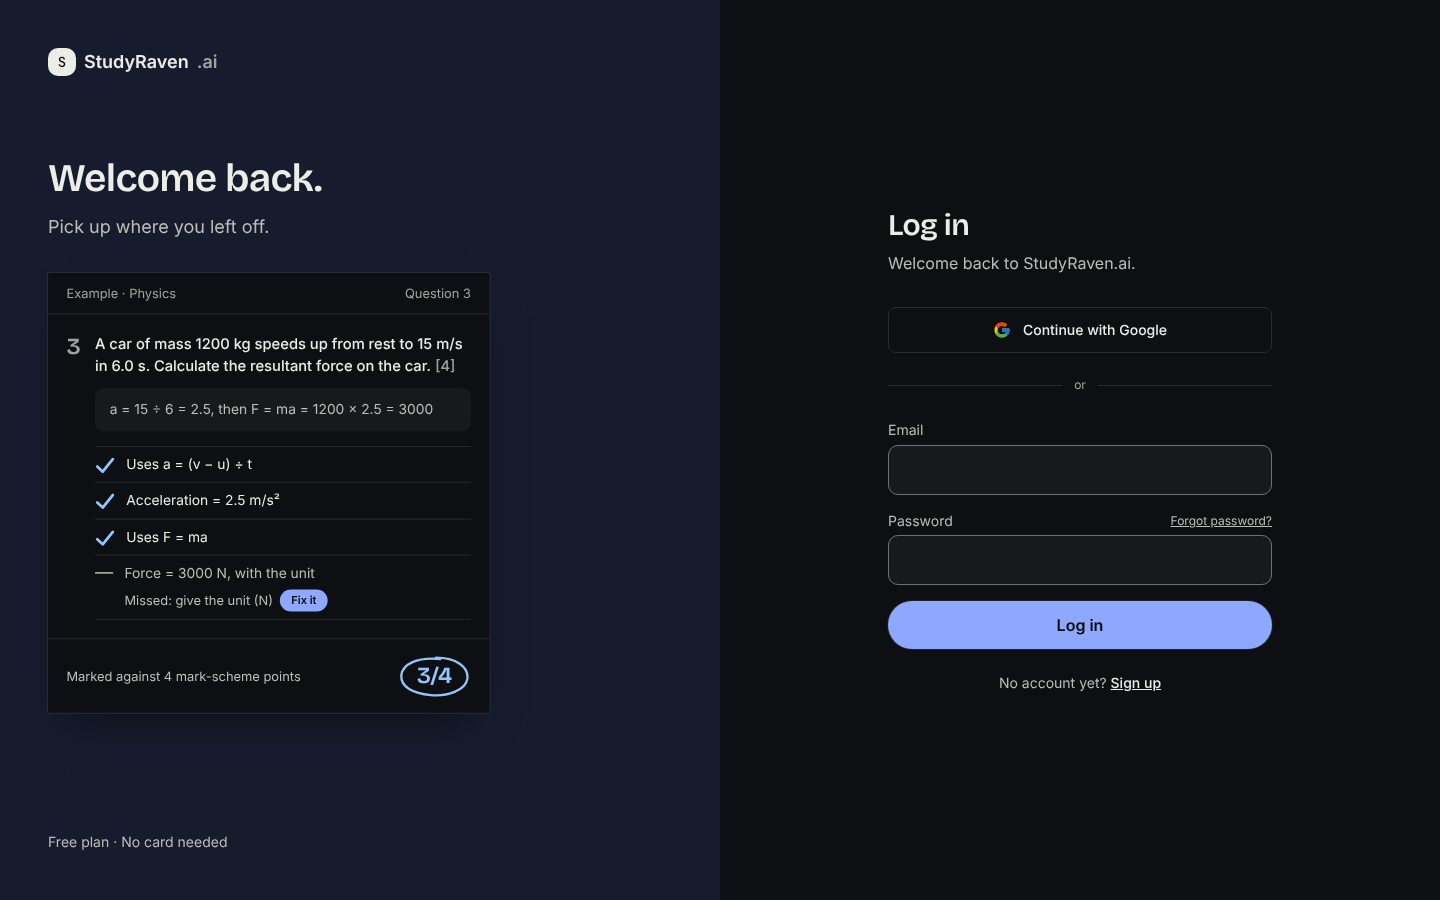 S StudyRaven .ai
Welcome back.
Pick up where you left off.
Example · Physics
Question 3
3
A car of mass 1200 kg speeds up from rest to 15 m/s
in 6.0 s. Calculate the resultant force on the car. [4]
a = 15 ÷ 6 = 2.5, then F = ma = 1200 × 2.5 = 3000
Uses a = (v − u) ÷ t
Acceleration = 2.5 m/s²
Uses F = ma
Force = 3000 N, with the unit
Missed: give the unit (N) Fix it
Marked against 4 mark-scheme points
3/4
Free plan · No card needed
Log in
Welcome back to StudyRaven.ai.
Continue with Google
or
Email
Password
Forgot password?
Log in
No account yet? Sign up